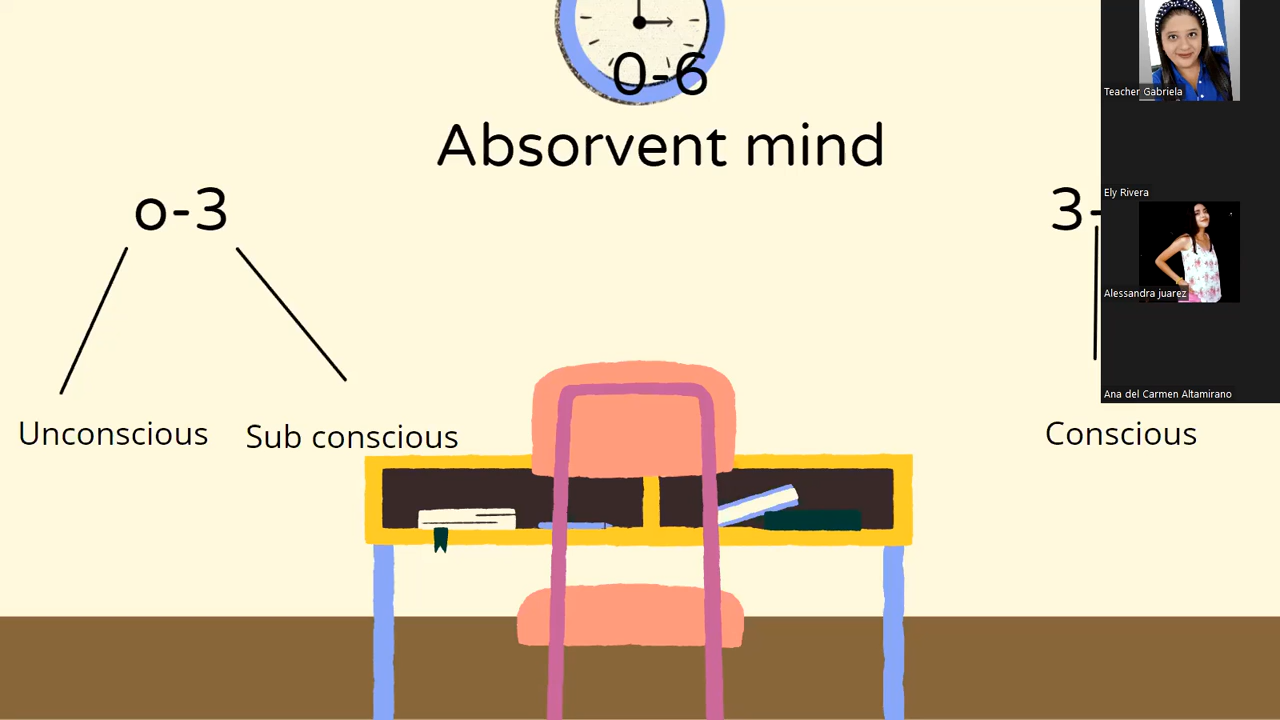 0-6
Absorvent mind
o-3
3-
Unconscious
Sub conscious
Conscious
Teacher Gabriela
Ely Rivera
Alessandra juarez
Ana del Carmen Altamirano